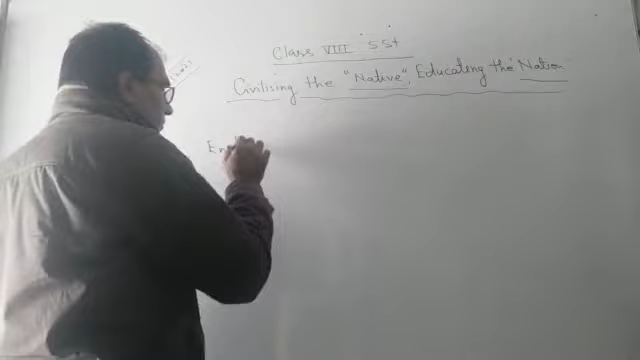 Class VIII SSt
Civilising the "Native", Educating the Nation
En